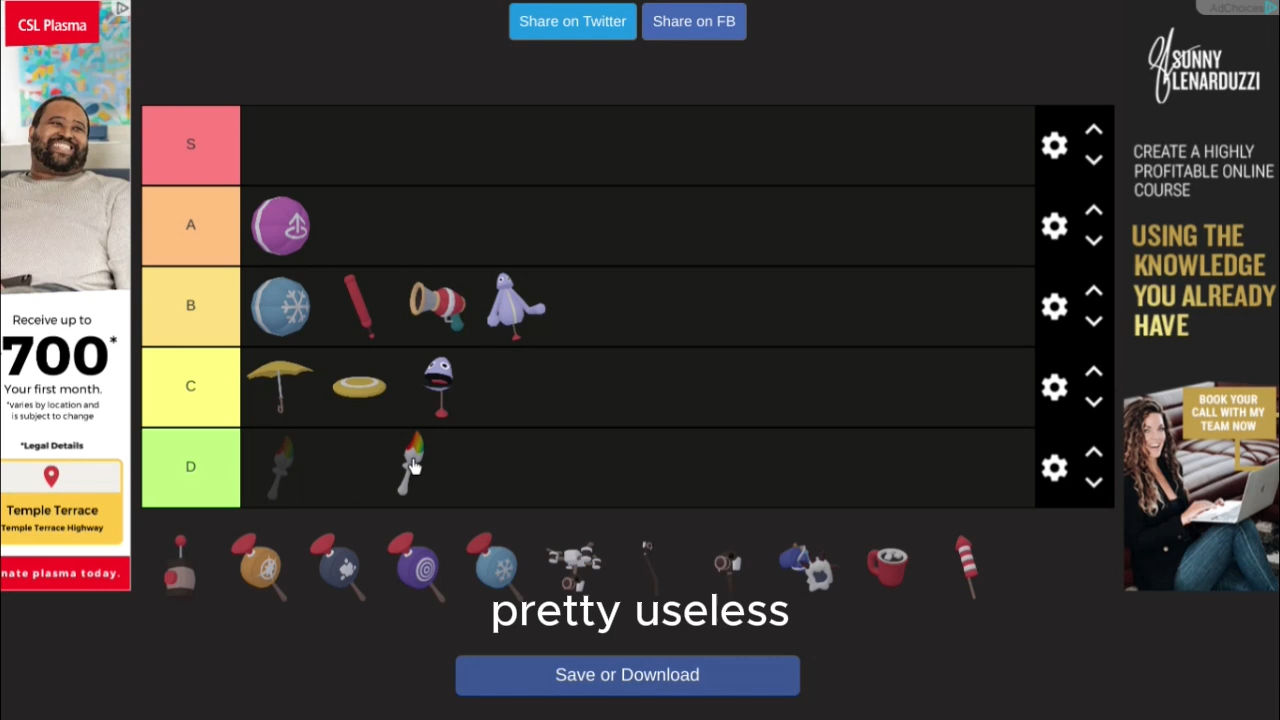 CSL Plasma
Receive up to
700*
Your first month.
*varies by location and
is subject to change
*Legal Details
Temple Terrace
Temple Terrace Highway
nate plasma today.
Share on Twitter
Share on FB
S
A
B
C
D
pretty useless
Save or Download
AdChoices
SUNNY
LENARDUZZI
CREATE A HIGHLY
PROFITABLE ONLINE
COURSE
USING THE
KNOWLEDGE
YOU ALREADY
HAVE
BOOK YOUR
CALL WITH MY
TEAM NOW